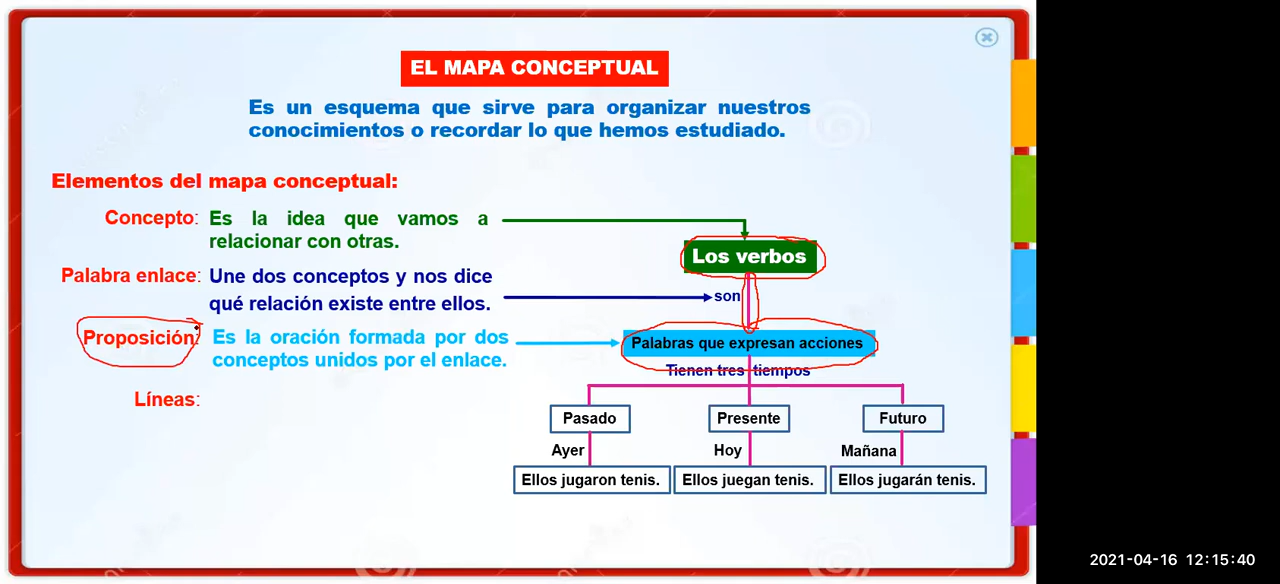 EL MAPA CONCEPTUAL
Es un esquema que sirve para organizar nuestros
conocimientos o recordar lo que hemos estudiado.
Elementos del mapa conceptual:
Concepto: Es la idea que vamos a
relacionar con otras.
Los verbos
Palabra enlace: Une dos conceptos y nos dice
qué relación existe entre ellos.
son
Proposición: Es la oración formada por dos
conceptos unidos por el enlace.
Palabras que expresan acciones
Tienen tres tiempos
Líneas:
Pasado Presente Futuro
Ayer Hoy Mañana
Ellos jugaron tenis. Ellos juegan tenis. Ellos jugarán tenis.
2021-04-16 12:15:40